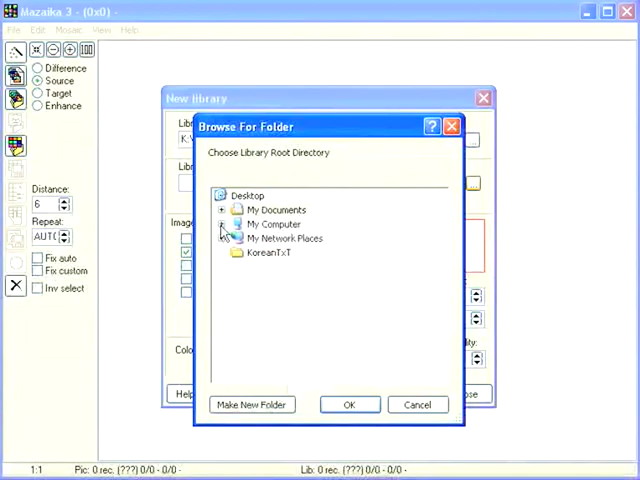 Mazaika 3 - (0x0) -
File Edit Mosaic View Help
Difference
Source
Target
Enhance
Distance:
6
Repeat:
AUTO
Fix auto
Fix custom
Inv select
New library
Browse For Folder
Choose Library Root Directory
Desktop
My Documents
My Computer
My Network Places
KoreanTxT
Make New Folder
OK
Cancel
Image
Colo
Help
1:1 Pic: 0 rec. (???) 0/0 - 0/0 - Lib: 0 rec. (???) 0/0 - 0/0 -